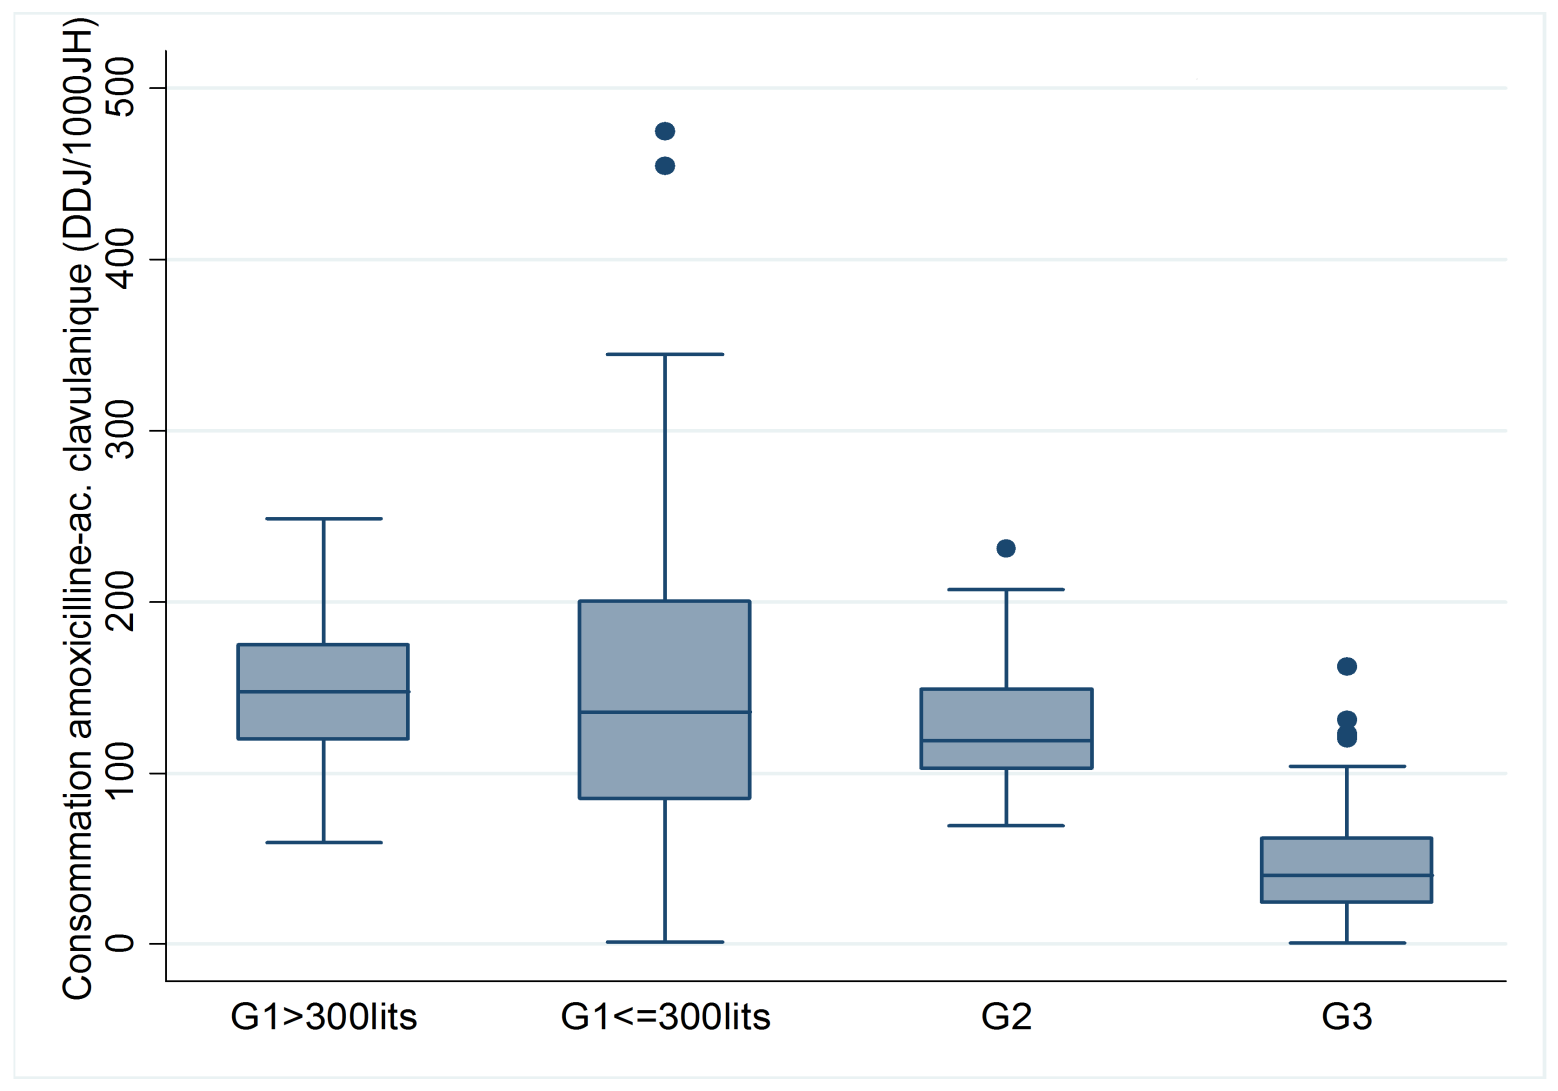 Consommation amoxicilline-ac. clavulanique (DDJ/1000JH)
500
400
300
200
100
0
G1>300lits
G1<=300lits
G2
G3